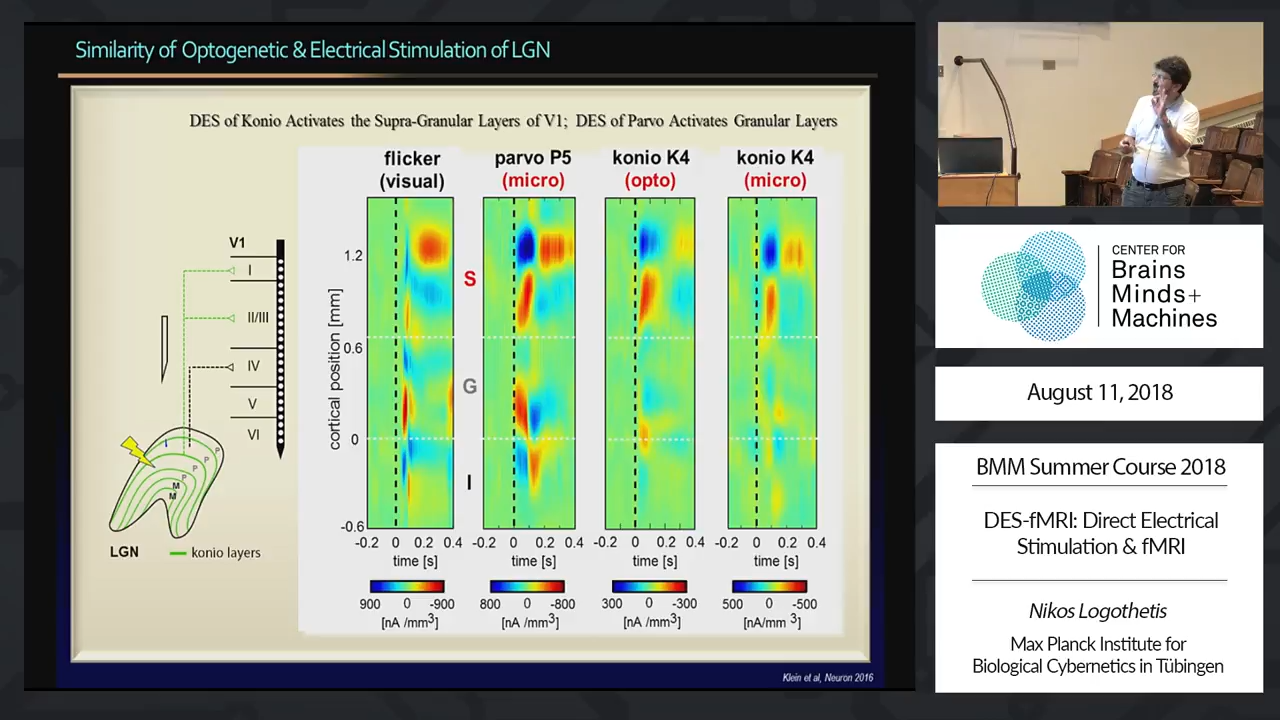 Similarity of Optogenetic & Electrical Stimulation of LGN
DES of Konio Activates the Supra-Granular Layers of V1; DES of Parvo Activates Granular Layers
flicker
(visual)
parvo P5
(micro)
konio K4
(opto)
konio K4
(micro)
V1
I
II/III
IV
V
VI
P
P
P
P
M
M
LGN
konio layers
cortical position [mm]
1.2
0.6
0
-0.6
S
G
I
-0.2 0 0.2 0.4
-0.2 0 0.2 0.4
-0.2 0 0.2 0.4
-0.2 0 0.2 0.4
time [s]
time [s]
time [s]
time [s]
900 0 -900
[nA /mm3]
800 0 -800
[nA /mm3]
300 0 -300
[nA /mm3]
500 0 -500
[nA/mm 3]
Klein et al, Neuron 2016
CENTER FOR
Brains
Minds+
Machines
August 11, 2018
BMM Summer Course 2018
DES-fMRI: Direct Electrical
Stimulation & fMRI
Nikos Logothetis
Max Planck Institute for
Biological Cybernetics in Tübingen